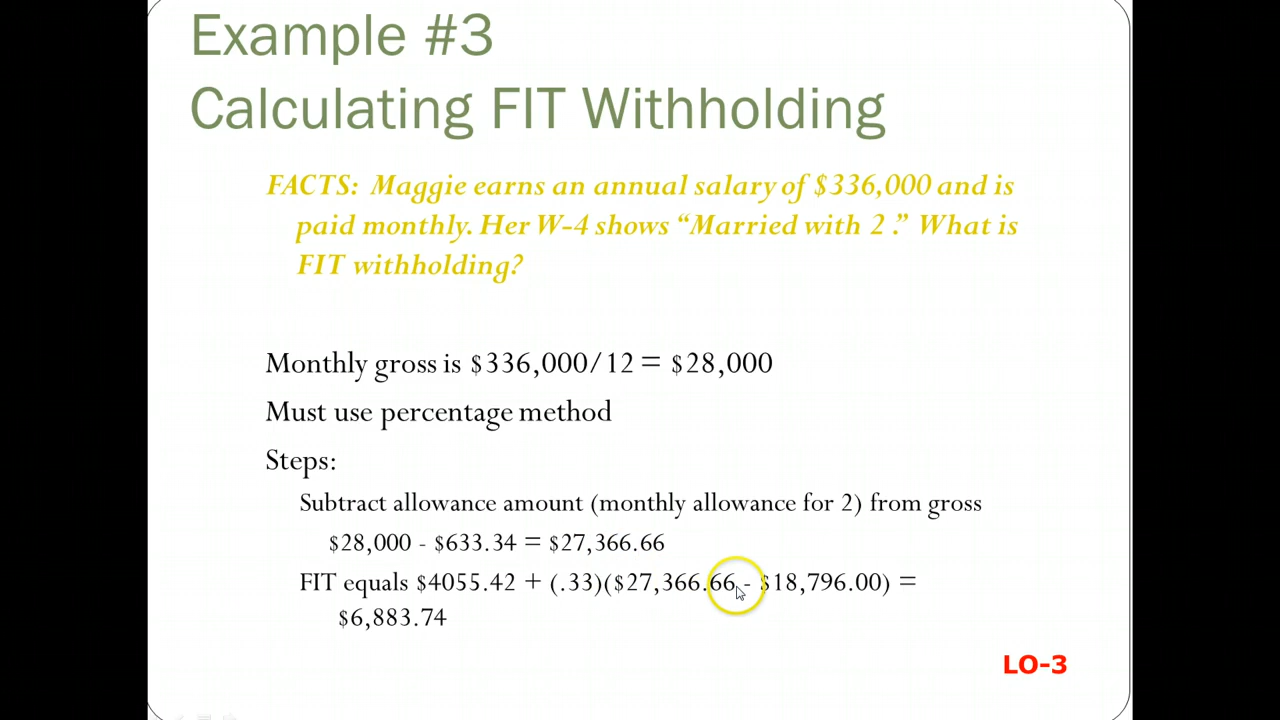 Example #3
Calculating FIT Withholding
FACTS: Maggie earns an annual salary of $336,000 and is
paid monthly. Her W-4 shows “Married with 2 .” What is
FIT withholding?
Monthly gross is $336,000/12 = $28,000
Must use percentage method
Steps:
Subtract allowance amount (monthly allowance for 2) from gross
$28,000 - $633.34 = $27,366.66
FIT equals $4055.42 + (.33)($27,366.66 - $18,796.00) =
$6,883.74
LO-3